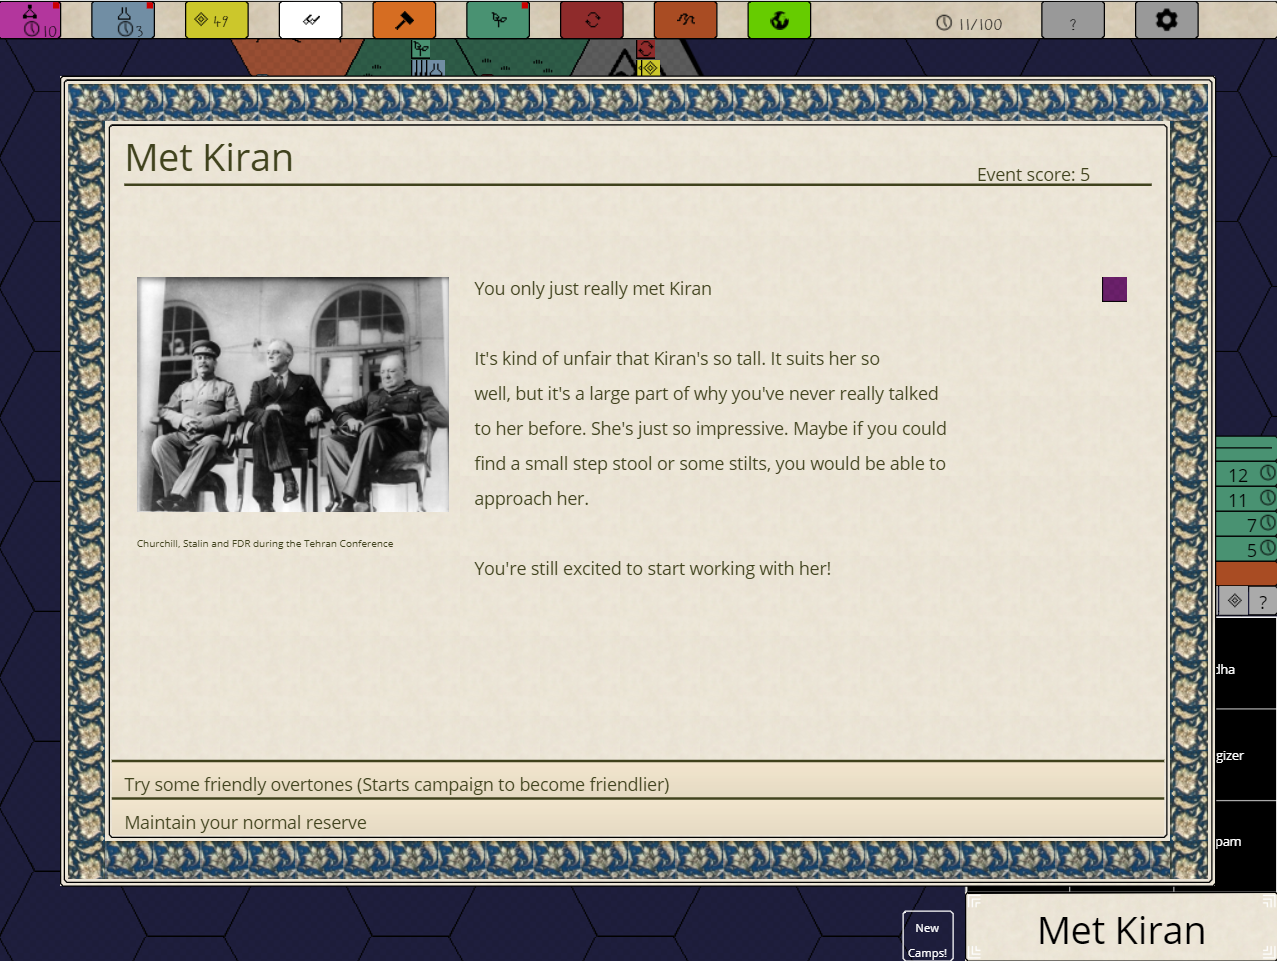 10
3
49
11/100
?
Met Kiran
Event score: 5
You only just really met Kiran
It's kind of unfair that Kiran's so tall. It suits her so
well, but it's a large part of why you've never really talked
to her before. She's just so impressive. Maybe if you could
find a small step stool or some stilts, you would be able to
approach her.
You're still excited to start working with her!
Churchill, Stalin and FDR during the Tehran Conference
Try some friendly overtones (Starts campaign to become friendlier)
Maintain your normal reserve
12
11
7
5
?
dha
gizer
pam
New
Camps!
Met Kiran